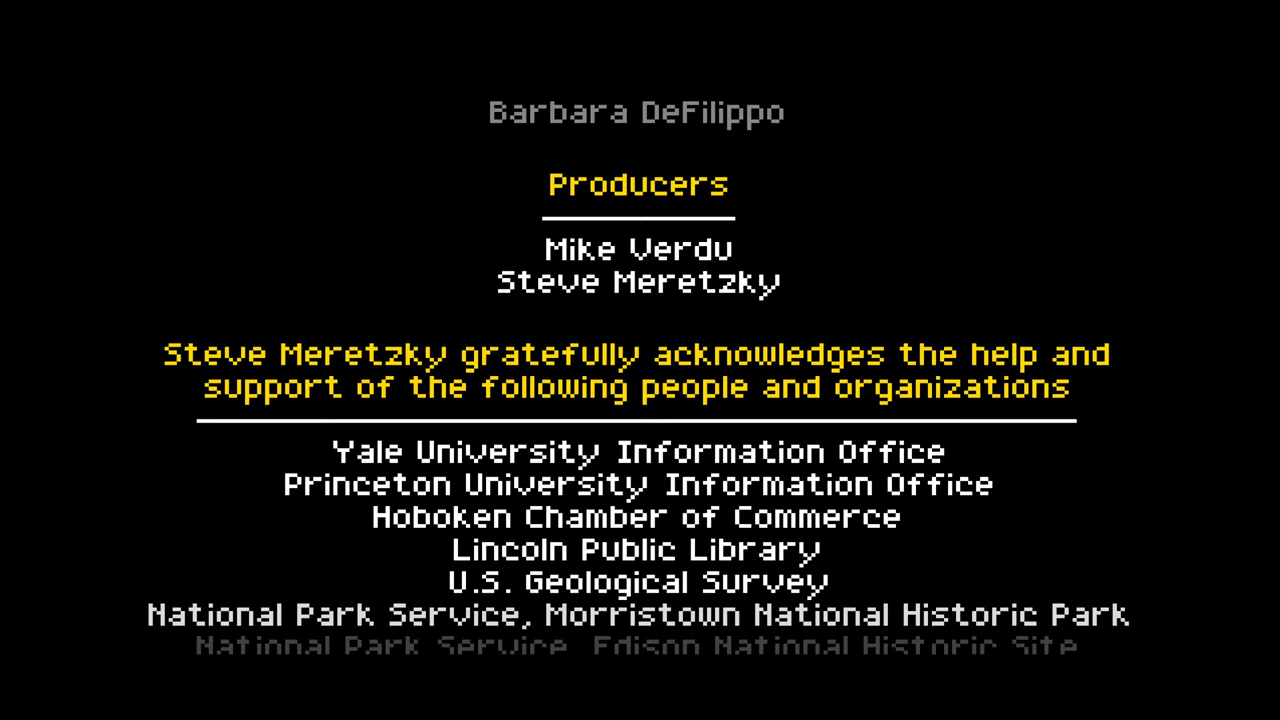 Barbara DeFilippo
Producers
Mike Verdu
Steve Meretzky
Steve Meretzky gratefully acknowledges the help and
support of the following people and organizations
Yale University Information Office
Princeton University Information Office
Hoboken Chamber of Commerce
Lincoln Public Library
U.S. Geological Survey
National Park Service, Morristown National Historic Park
National Park Service, Edison National Historic Site